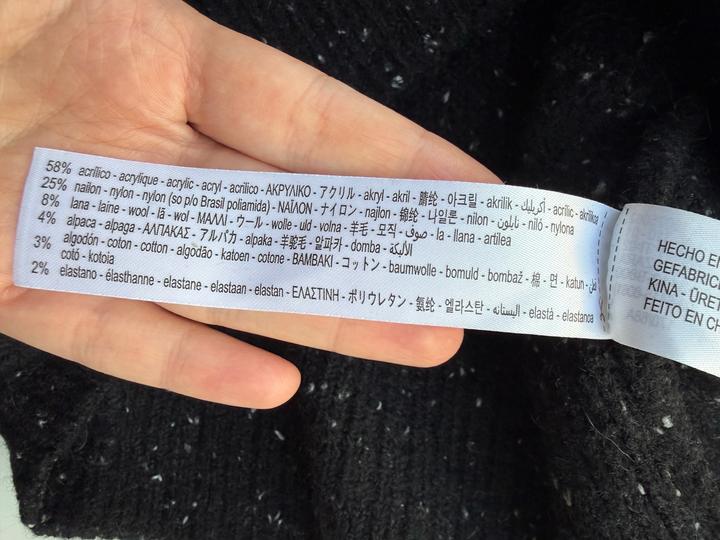 58% acrílico - acrylique - acrylic - acryl - acrilico - ΑΚΡΥΛΙΚΟ - アクリル - akryl - akril - 腈纶 - 아크릴 - akrilik - أكريليك - acrílic - akrilikoa
25% nailon - nylon - nylon (so p/o Brasil poliamida) - ΝΑΪΛΟΝ - ナイロン - najlon - 锦纶 - 나일론 - nilon - نايلون - niló - nylona
8% lana - laine - wool - lã - wol - ΜΑΛΛΙ - ウール - wolle - uld - volna - 羊毛 - 모직 - صوف - la - llana - artilea
4% alpaca - alpaga - ΑΛΠΑΚΑΣ - アルパカ - alpaka - 羊驼毛 - 알파카 - domba - الألبكة
3% algodón - coton - cotton - algodão - katoen - cotone - ΒΑΜΒΑΚΙ - コットン - baumwolle - bomuld - bombaž - 棉 - 면 - katun -
cotó - kotoia
2% elastano - élasthanne - elastane - elastaan - elastan - ΕΛΑΣΤΙΝΗ - ポリウレタン - 氨纶 - 엘라스탄 - اليستانه - elastà - elastanoa
HECHO EN
GEFABRIC
KINA - ÜRET
FEITO EN CH